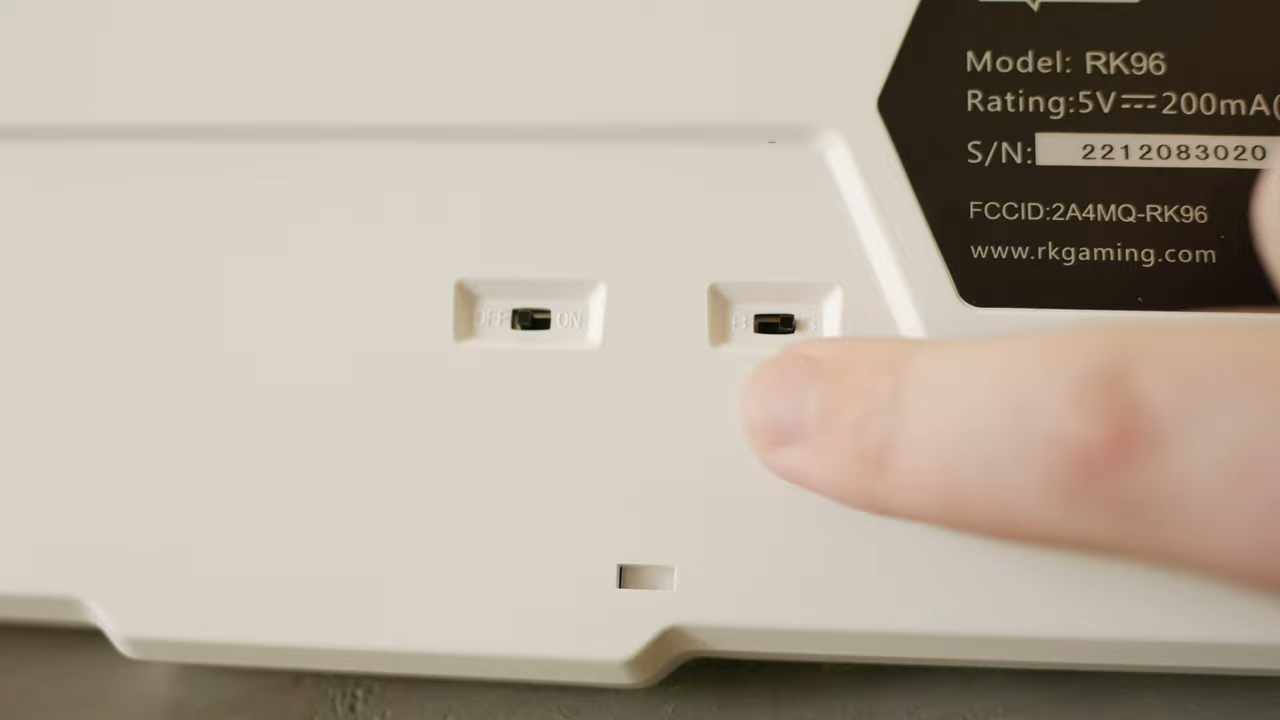 Model: RK96
Rating:5V⎓200mA(
S/N: 2212083020
FCCID:2A4MQ-RK96
www.rkgaming.com
OFF ON